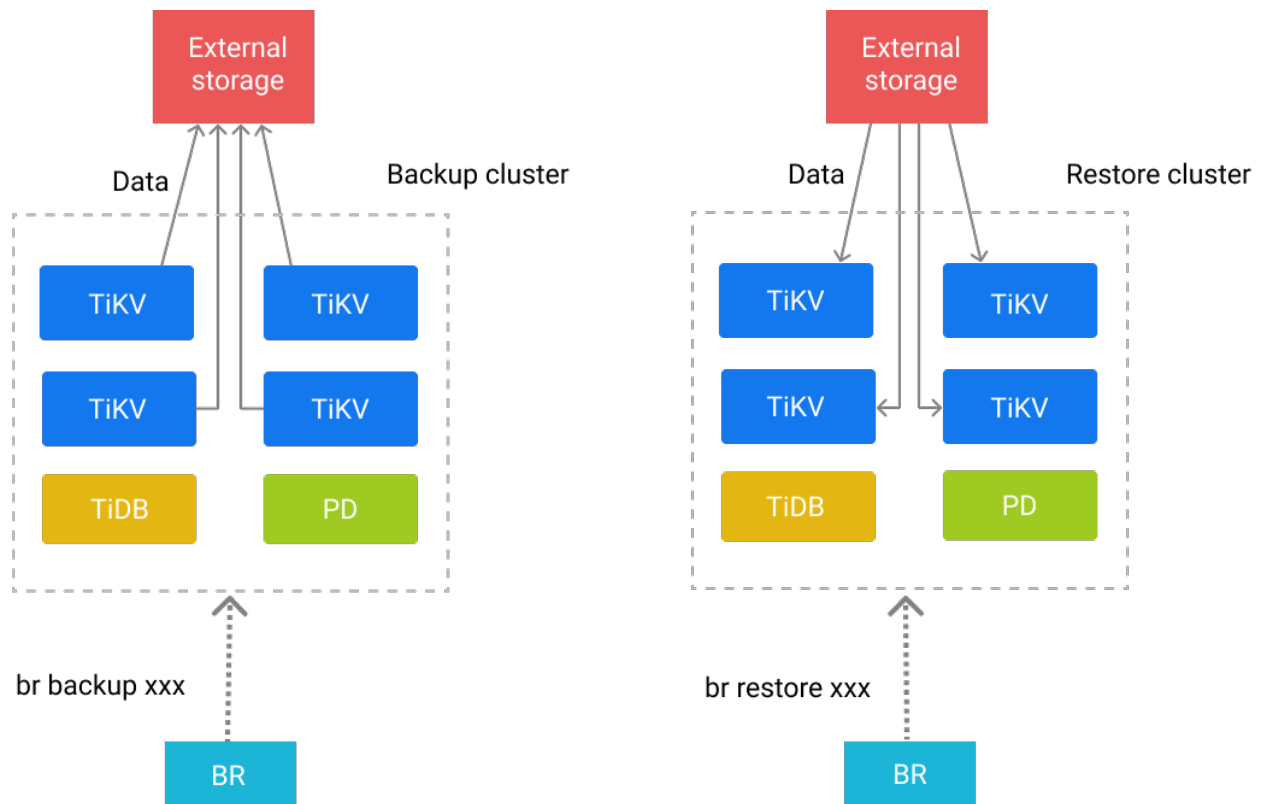 External
storage
Data
Backup cluster
TiKV
TiKV
TiKV
TiKV
TiDB
PD
br backup xxx
BR
External
storage
Data
Restore cluster
TiKV
TiKV
TiKV
TiKV
TiDB
PD
br restore xxx
BR